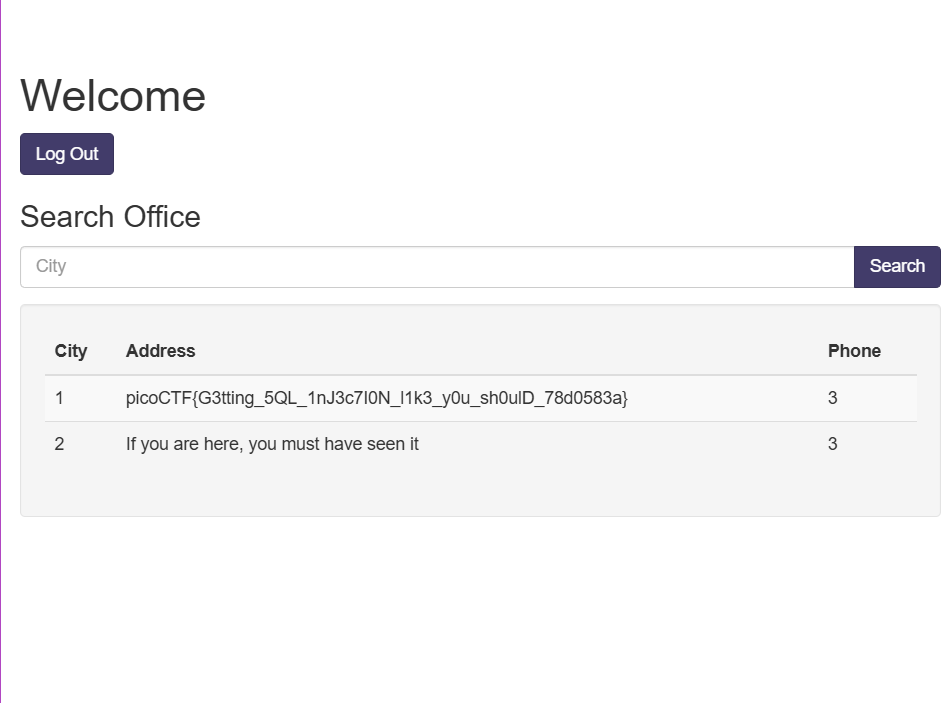 Welcome
Log Out
Search Office
City
Search
City Address Phone
1 picoCTF{G3tting_5QL_1nJ3c7I0N_l1k3_y0u_sh0ulD_78d0583a} 3
2 If you are here, you must have seen it 3